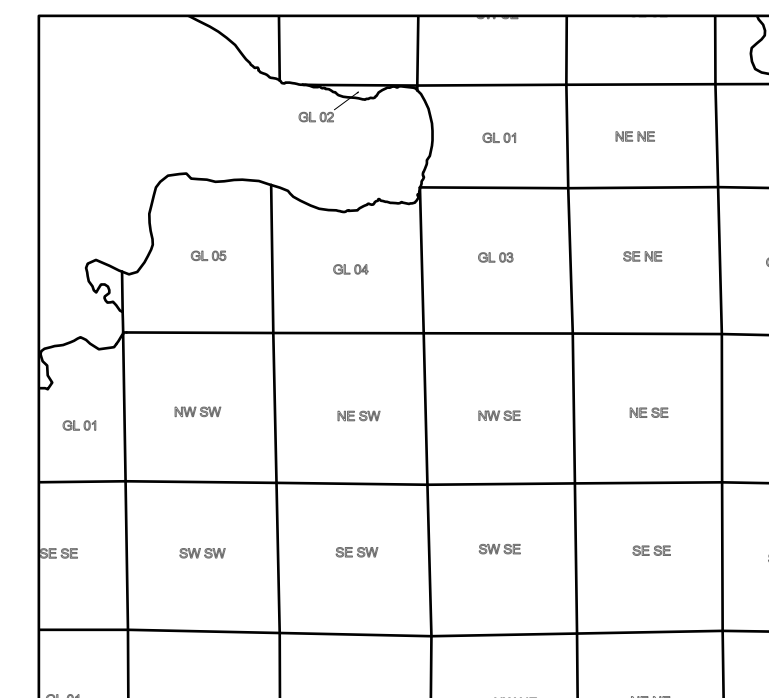 GL 02
GL 01
NE NE
GL 05
GL 04
GL 03
SE NE
GL 01
NW SW
NE SW
NW SE
NE SE
SE SE
SW SW
SE SW
SW SE
SE SE